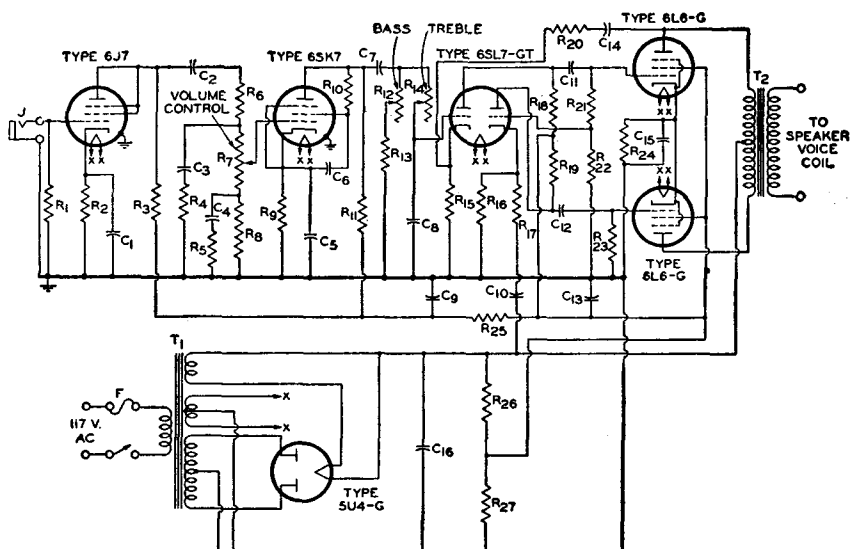 TYPE 6L6-G
BASS
TREBLE
R20
C14
TYPE 6J7
TYPE 6SK7
C7
TYPE 6SL7-GT
T2
C2
C11
J
VOLUME
CONTROL
R6
R10
R12
R14
R18
R21
R7
C15
R24
TO
SPEAKER
VOICE
COIL
C3
R13
R19
R22
C6
R1
R2
R3
R4
C4
R8
R9
R11
C8
R15
R16
R17
C12
R23
C1
R5
C5
TYPE
6L6-G
C9
C10
C13
R25
T1
F
117 V.
AC
X
X
X
X
X
X
X
X
X
X
X
X
R26
C16
TYPE
5U4-G
R27